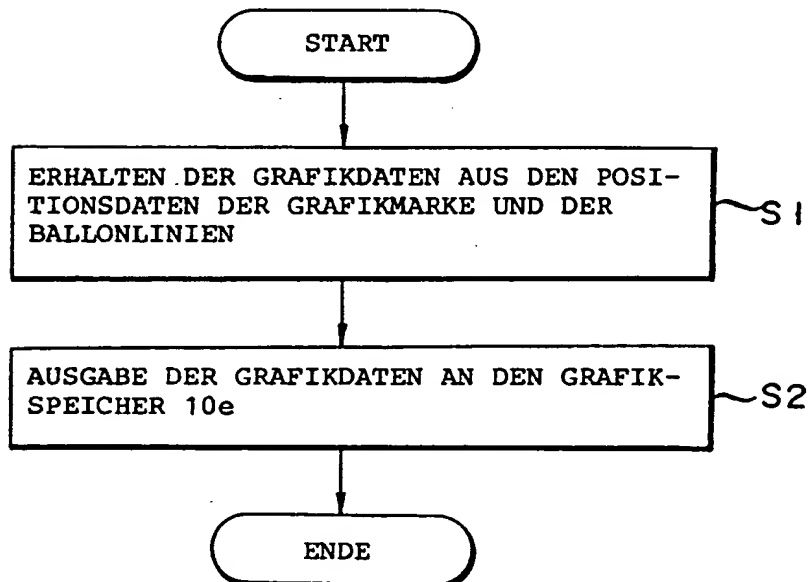 START
ERHALTEN DER GRAFIKDATEN AUS DEN POSI-
TIONSDATEN DER GRAFIKMARKE UND DER
BALLONLINIEN
S1
AUSGABE DER GRAFIKDATEN AN DEN GRAFIK-
SPEICHER 10e
S2
ENDE